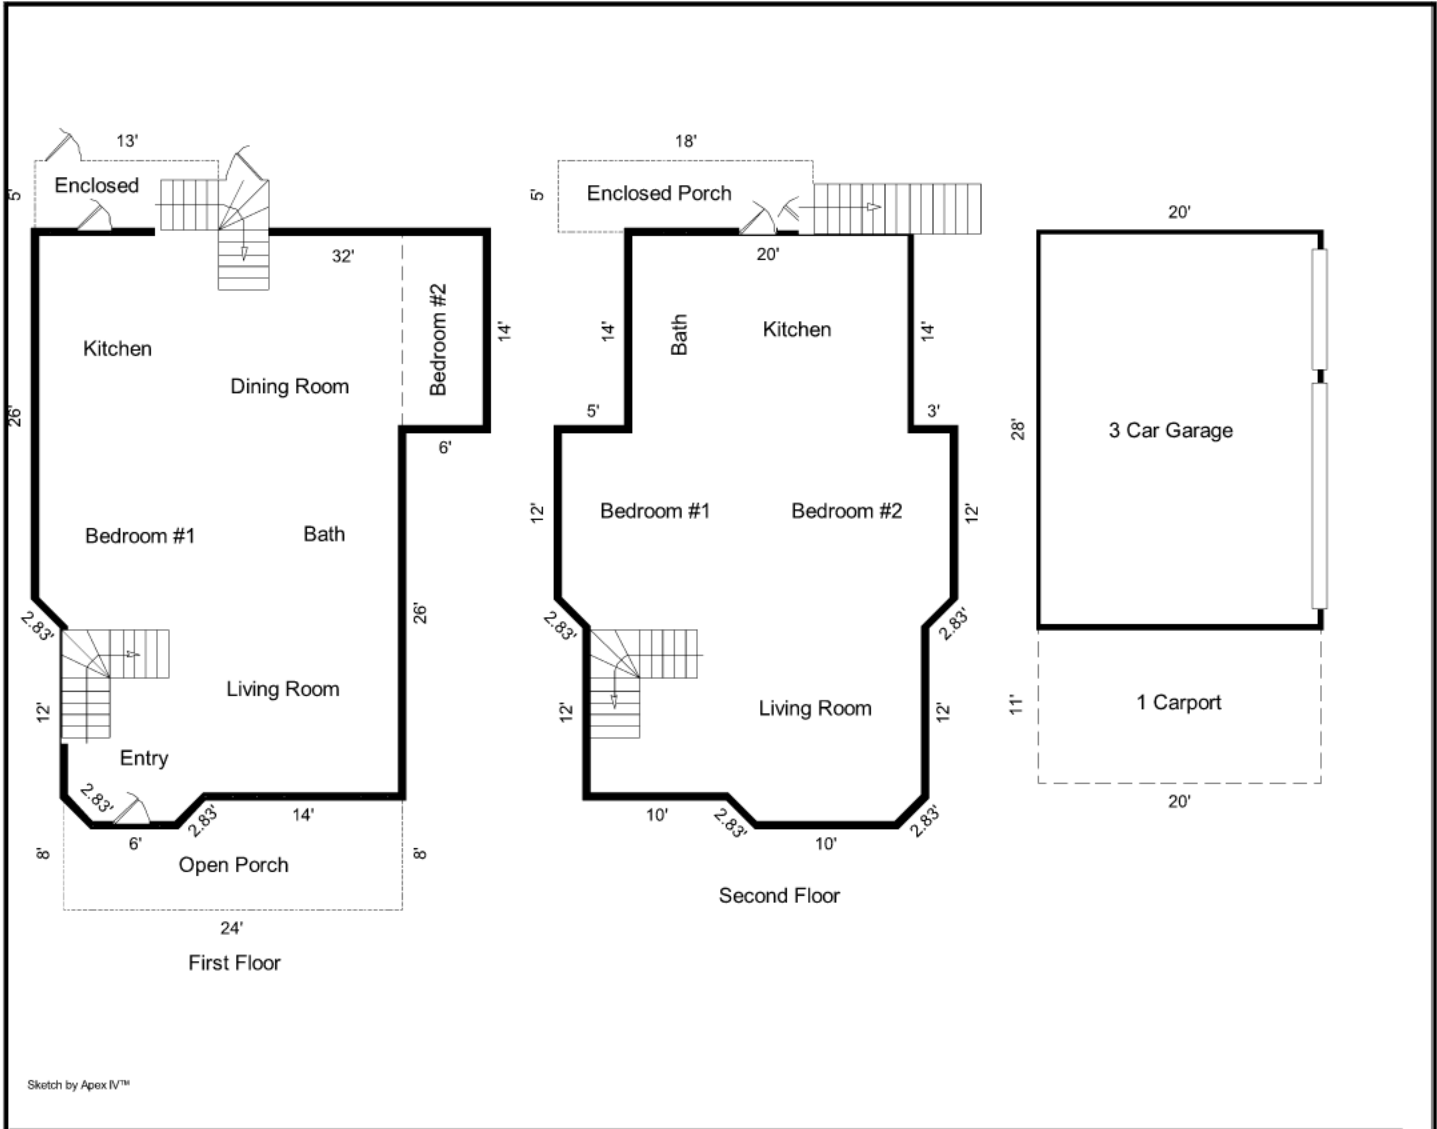 13'
5'
Enclosed
32'
Bedroom #2
14'
Kitchen
Dining Room
26'
6'
Bedroom #1
Bath
2.83'
26'
Living Room
12'
Entry
2.83'
2.83'
14'
6'
8'
Open Porch
8'
24'
First Floor
18'
5'
Enclosed Porch
20'
14'
Bath
Kitchen
14'
5'
3'
12'
Bedroom #1
Bedroom #2
12'
2.83'
2.83'
12'
Living Room
12'
10'
2.83'
2.83'
10'
Second Floor
20'
28'
3 Car Garage
11'
1 Carport
20'
Sketch by Apex IV™